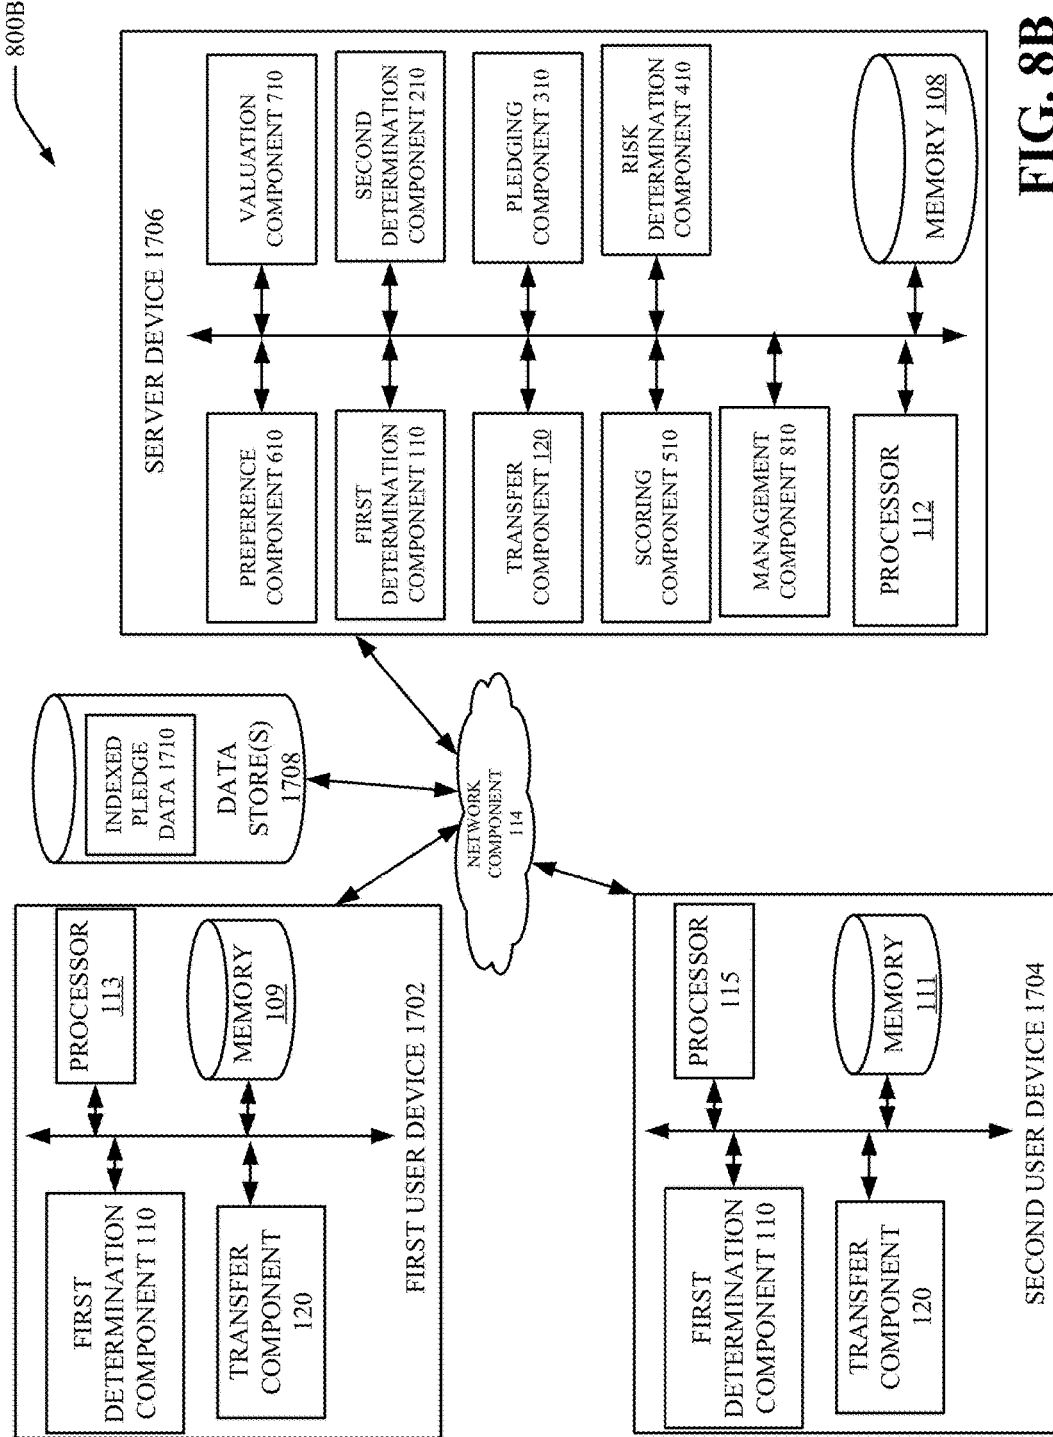 800B
SERVER DEVICE 1706
PREFERENCE
COMPONENT 610
VALUATION
COMPONENT 710
FIRST
DETERMINATION
COMPONENT 110
SECOND
DETERMINATION
COMPONENT 210
TRANSFER
COMPONENT 120
PLEDGING
COMPONENT 310
SCORING
COMPONENT 510
RISK
DETERMINATION
COMPONENT 410
MANAGEMENT
COMPONENT 810
PROCESSOR
112
MEMORY 108
INDEXED
PLEDGE
DATA 1710
DATA
STORE(S)
1708
NETWORK
COMPONENT
114
FIRST
DETERMINATION
COMPONENT 110
PROCESSOR
113
TRANSFER
COMPONENT
120
MEMORY
109
FIRST USER DEVICE 1702
FIRST
DETERMINATION
COMPONENT 110
PROCESSOR
115
TRANSFER
COMPONENT
120
MEMORY
111
SECOND USER DEVICE 1704
FIG. 8B